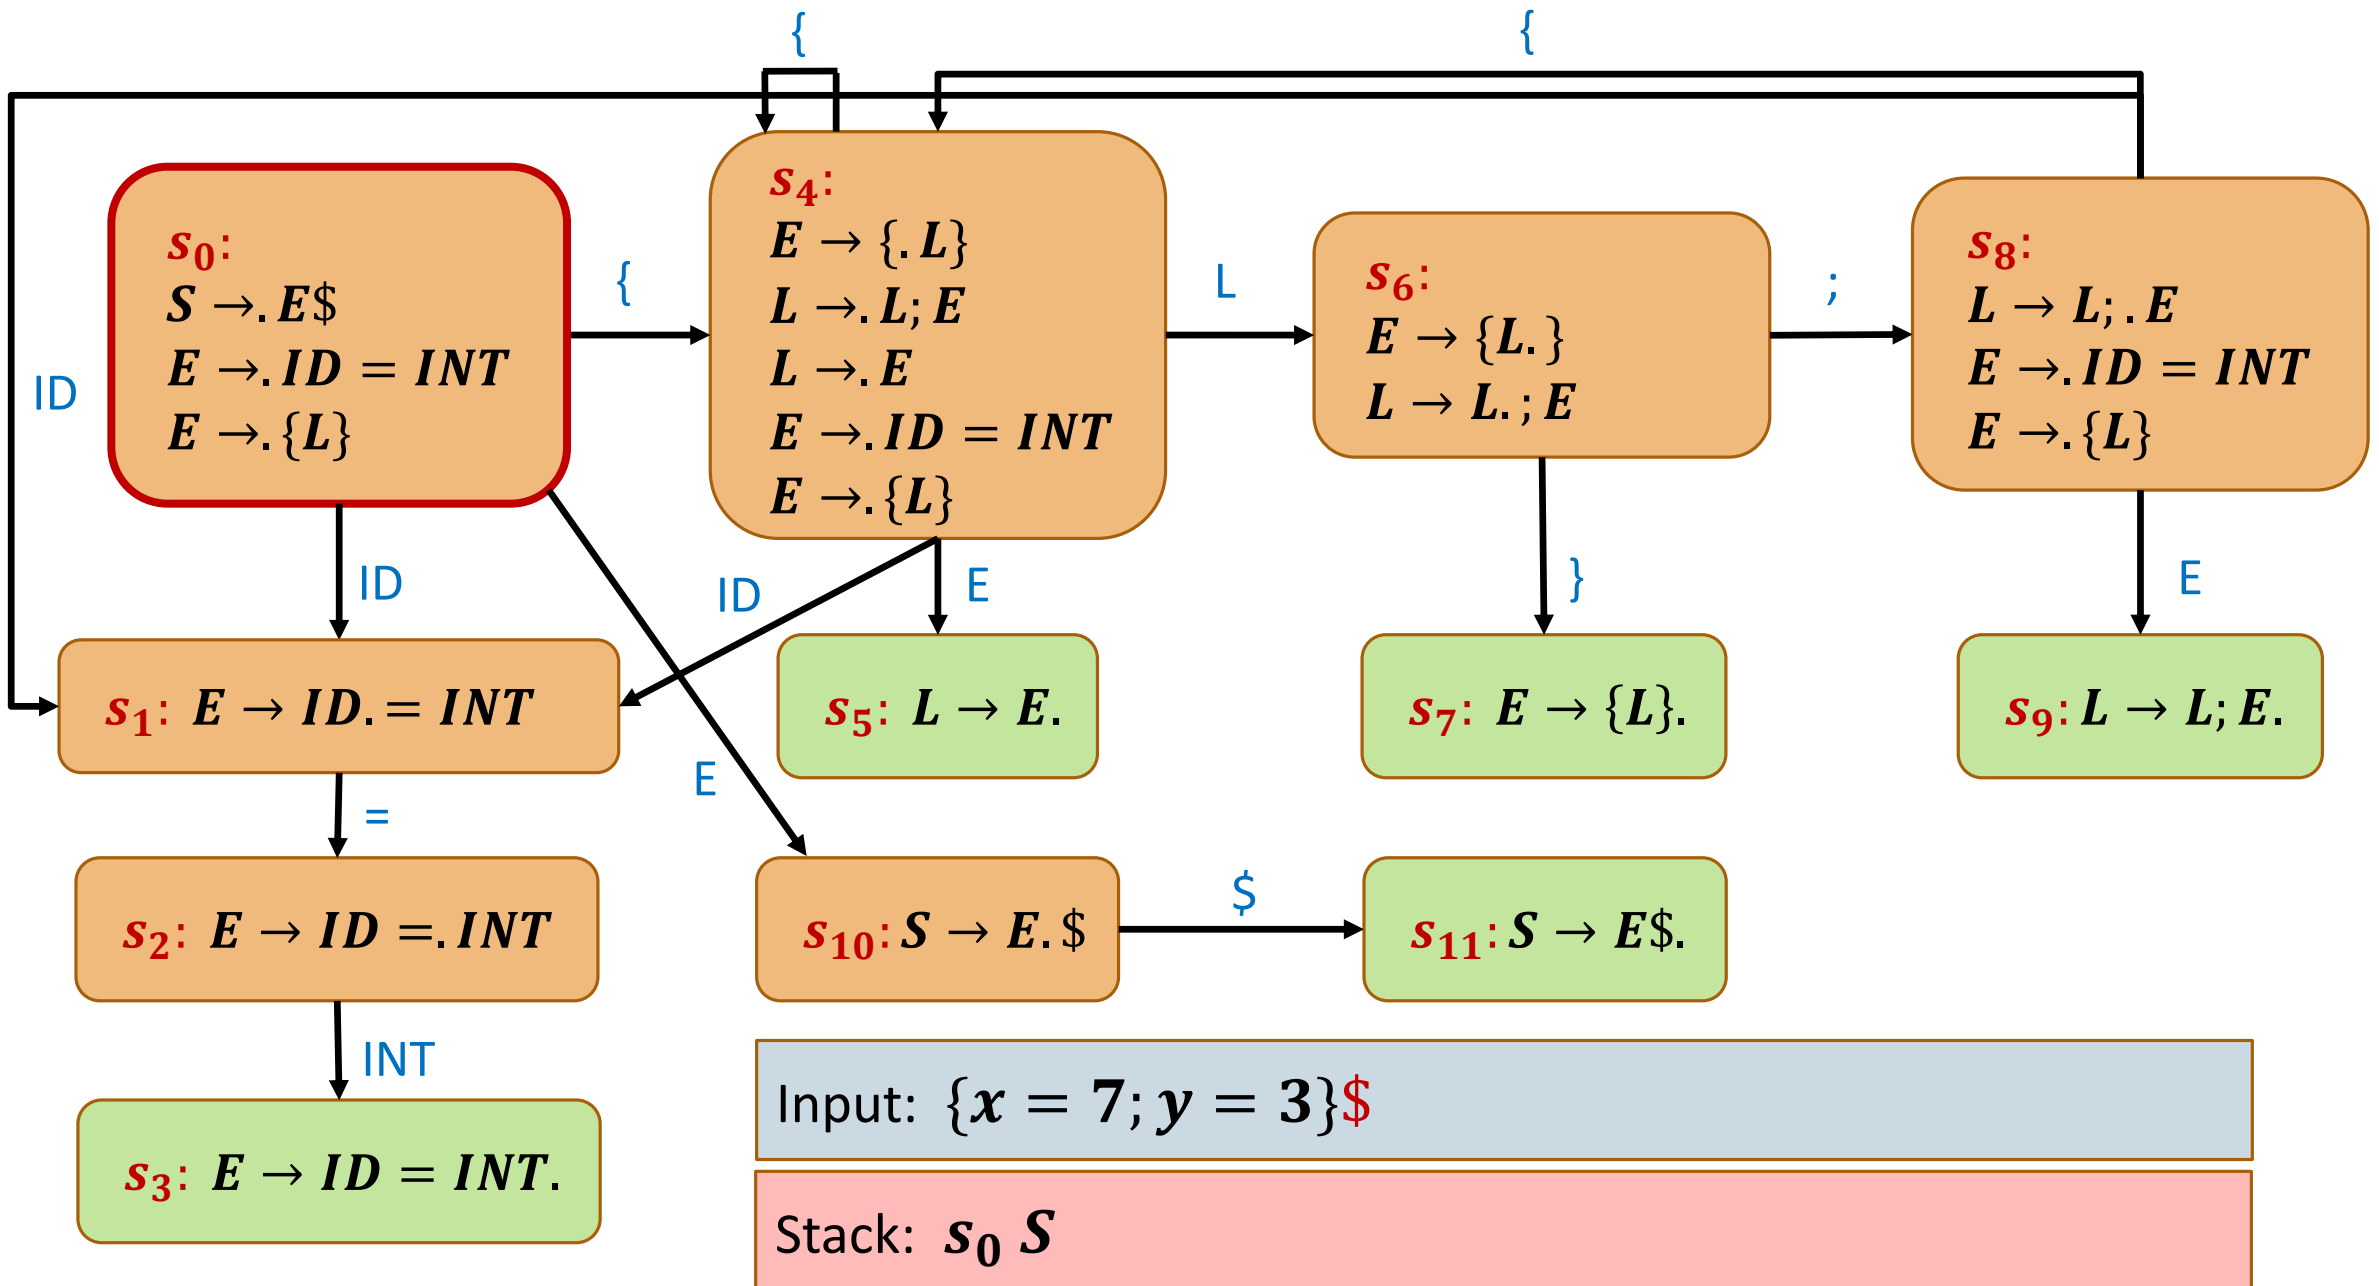 {
{
s₀:
S →. E$
E →. ID = INT
E →. {L}
{
s₄:
E → {. L}
L →. L; E
L →. E
E →. ID = INT
E →. {L}
L
s₆:
E → {L. }
L → L. ; E
;
s₈:
L → L; . E
E →. ID = INT
E →. {L}
ID
ID
ID
E
}
E
s₁: E → ID. = INT
s₅: L → E.
s₇: E → {L}.
s₉: L → L; E.
E
=
s₂: E → ID =. INT
s₁₀: S → E. $
$
s₁₁: S → E$.
INT
s₃: E → ID = INT.
Input: {x = 7; y = 3}$
Stack: s₀ S